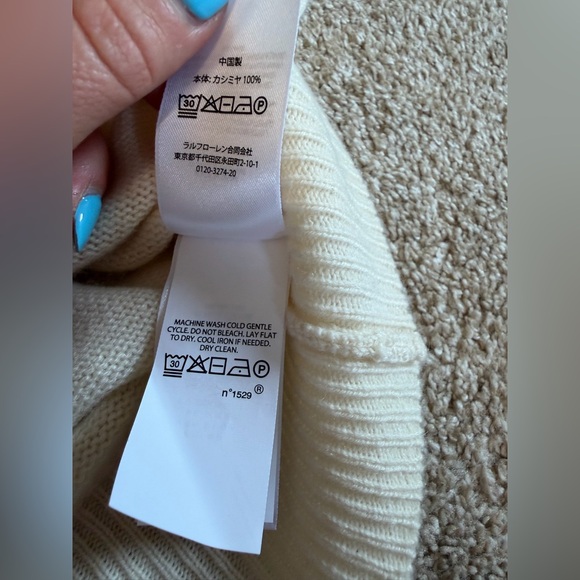 中国製
本体: カシミヤ 100%
30 P
ラルフローレン合同会社
東京都千代田区永田町2-10-1
0120-3274-20
MACHINE WASH COLD GENTLE
CYCLE. DO NOT BLEACH. LAY FLAT
TO DRY. COOL IRON IF NEEDED.
DRY CLEAN.
30 P
n°1529 ®